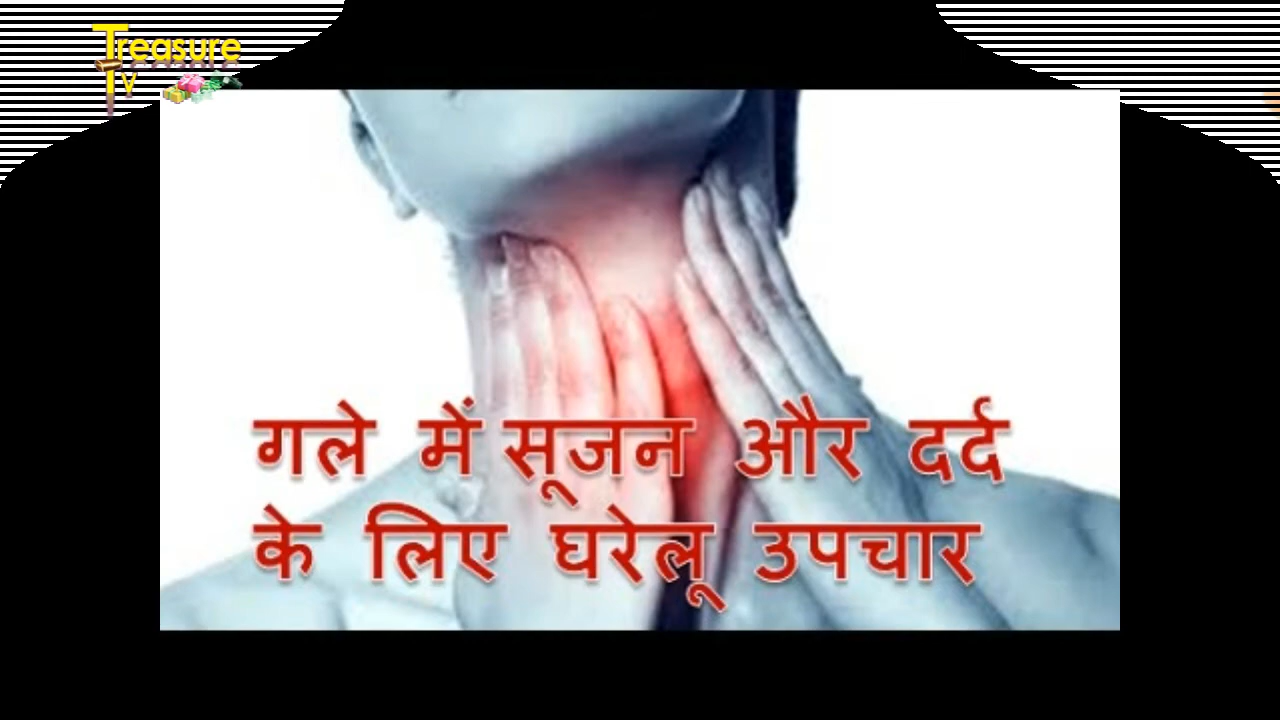 Treasure
Tv
गले में सूजन और दर्द
के लिए घरेलू उपचार